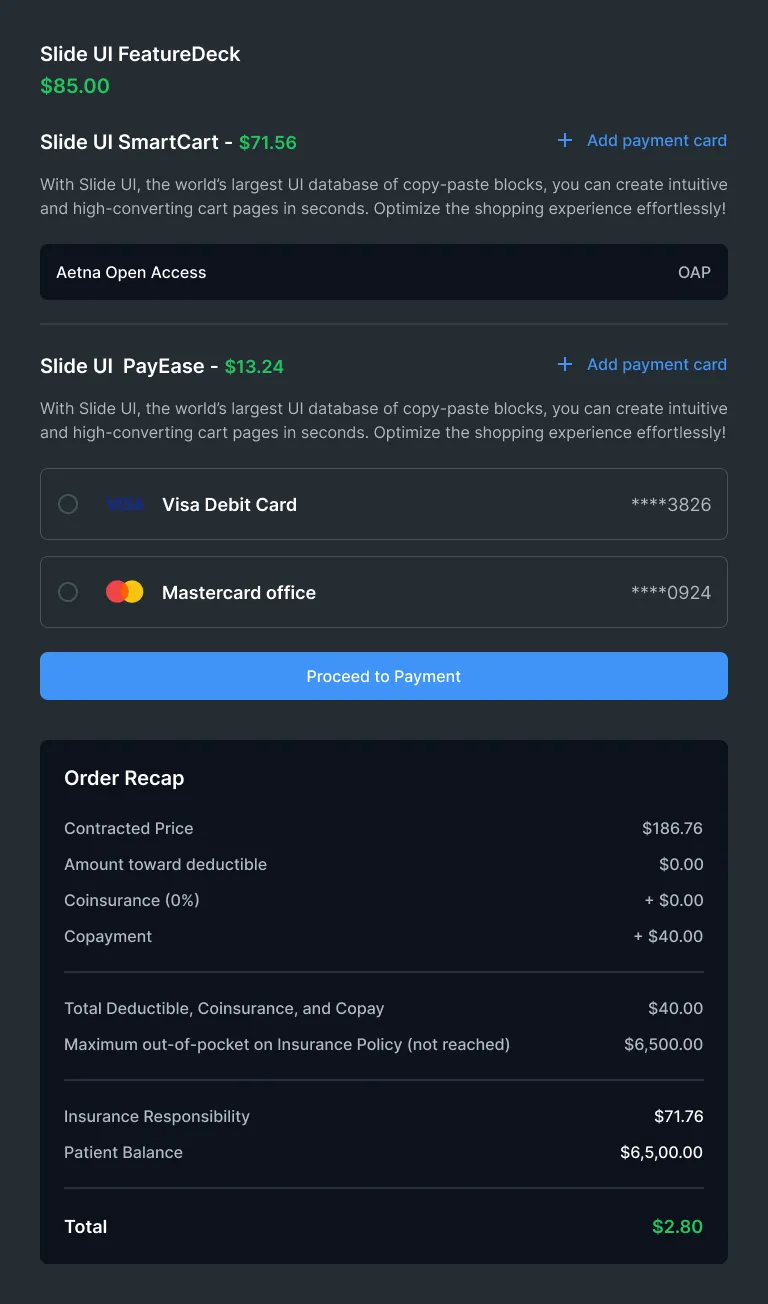 Slide UI FeatureDeck
$85.00
Slide UI SmartCart - $71.56
Add payment card
With Slide UI, the world’s largest UI database of copy-paste blocks, you can create intuitive
and high-converting cart pages in seconds. Optimize the shopping experience effortlessly!
Aetna Open Access OAP
Slide UI  PayEase - $13.24
Add payment card
With Slide UI, the world’s largest UI database of copy-paste blocks, you can create intuitive
and high-converting cart pages in seconds. Optimize the shopping experience effortlessly!
VISA Visa Debit Card ****3826
Mastercard office ****0924
Proceed to Payment
Order Recap
Contracted Price $186.76
Amount toward deductible $0.00
Coinsurance (0%) + $0.00
Copayment + $40.00
Total Deductible, Coinsurance, and Copay $40.00
Maximum out-of-pocket on Insurance Policy (not reached) $6,500.00
Insurance Responsibility $71.76
Patient Balance $6,5,00.00
Total $2.80